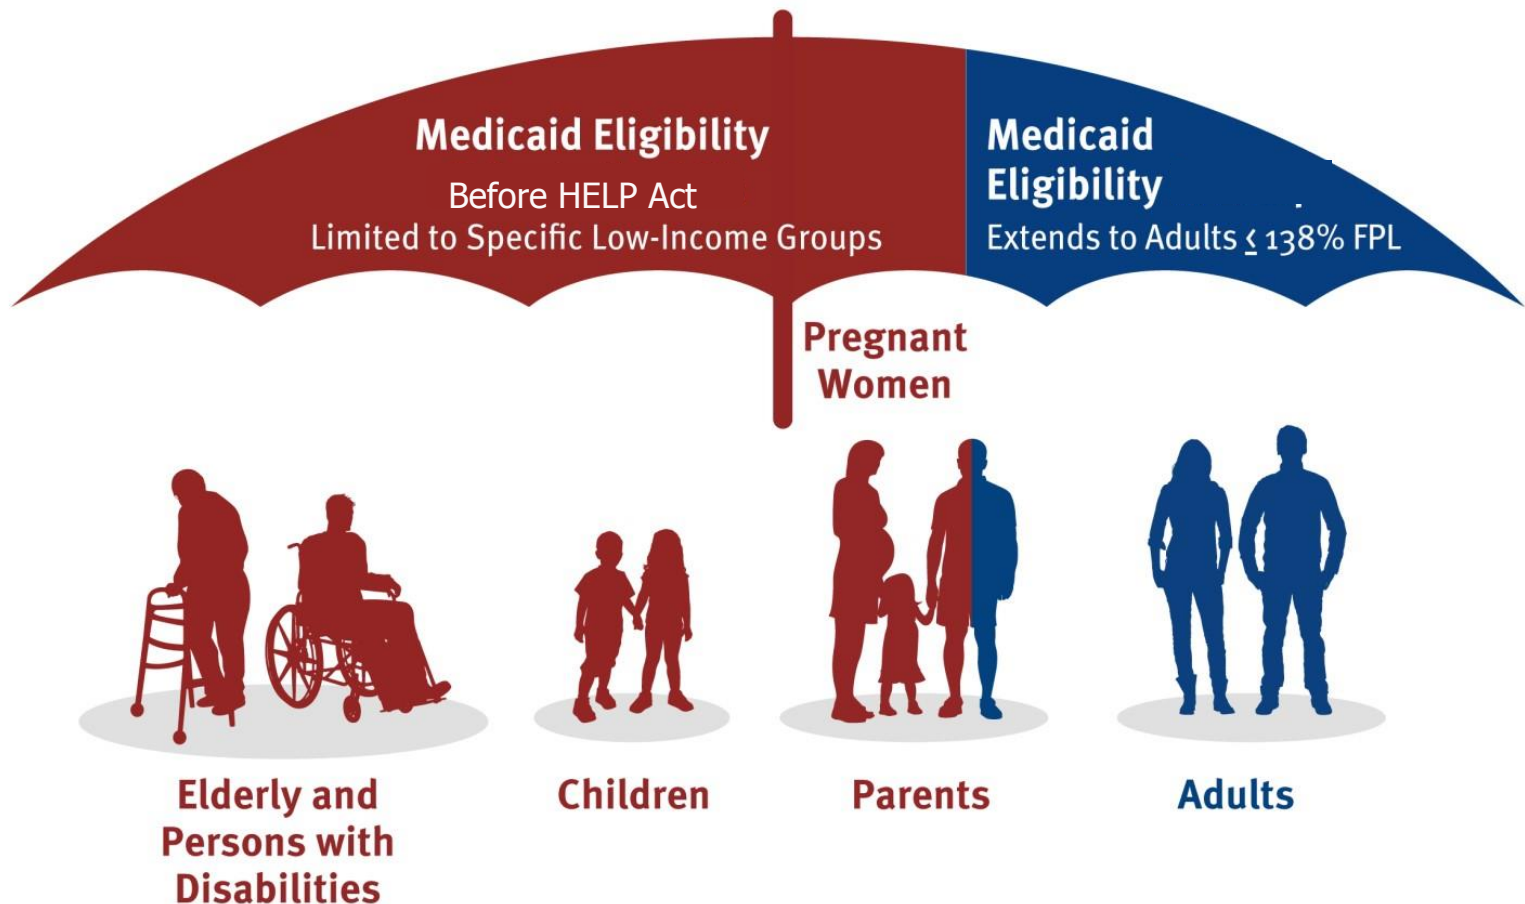 Medicaid Eligibility
Before HELP Act
Limited to Specific Low-Income Groups
Medicaid
Eligibility
Extends to Adults ≤ 138% FPL
Pregnant
Women
Elderly and
Persons with
Disabilities
Children
Parents
Adults